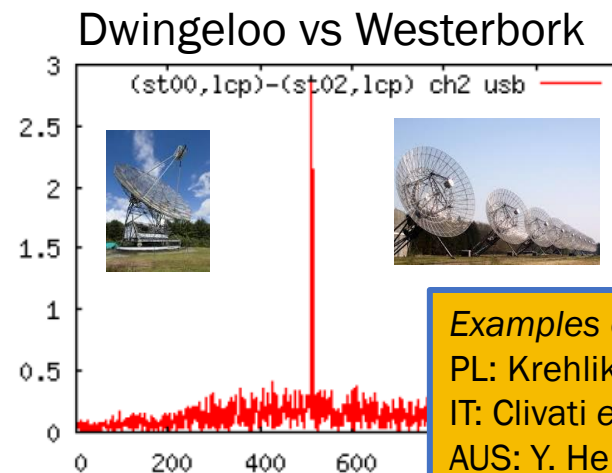 Dwingeloo vs Westerbork
3
(st00,lcp)-(st02,lcp) ch2 usb
2.5
2
1.5
1
0.5
0
0 200 400 600
Examples
PL: Krehlik
IT: Clivati
AUS: Y. He